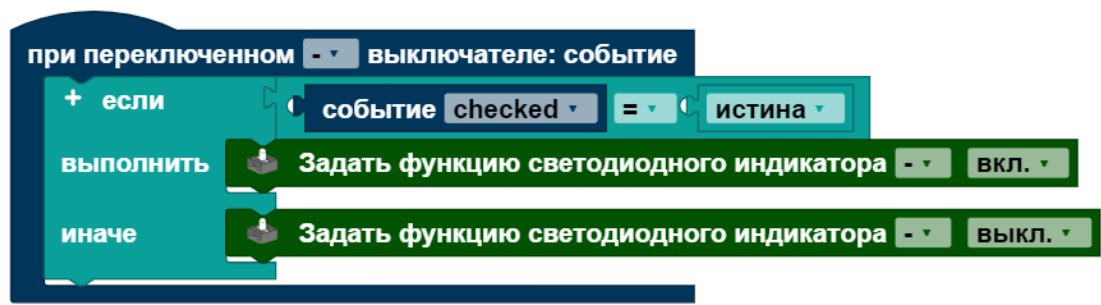 при переключенном - выключателе: событие
+ если событие checked = истина
выполнить Задать функцию светодиодного индикатора - вкл.
иначе Задать функцию светодиодного индикатора - выкл.